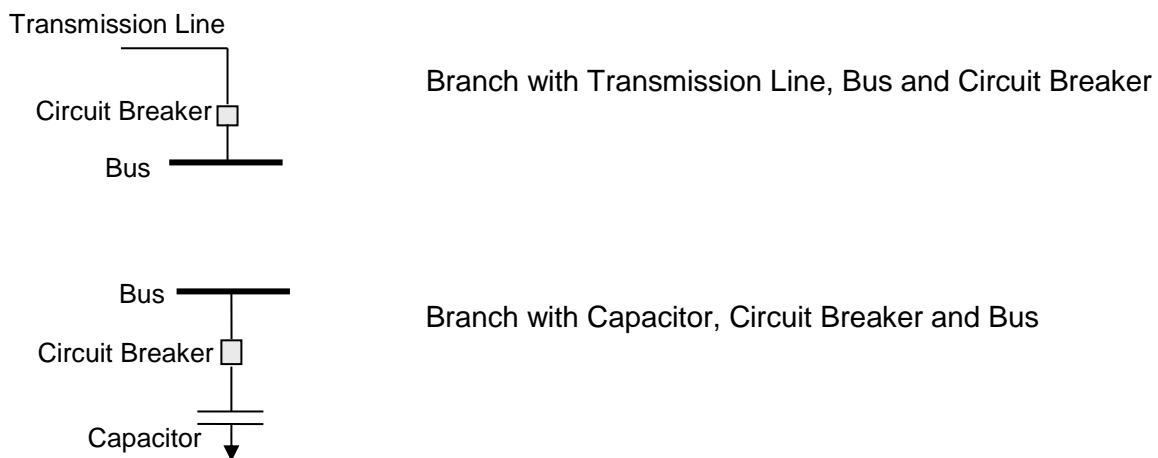 Transmission Line
Branch with Transmission Line, Bus and Circuit Breaker
Circuit Breaker
Bus
Bus
Branch with Capacitor, Circuit Breaker and Bus
Circuit Breaker
Capacitor